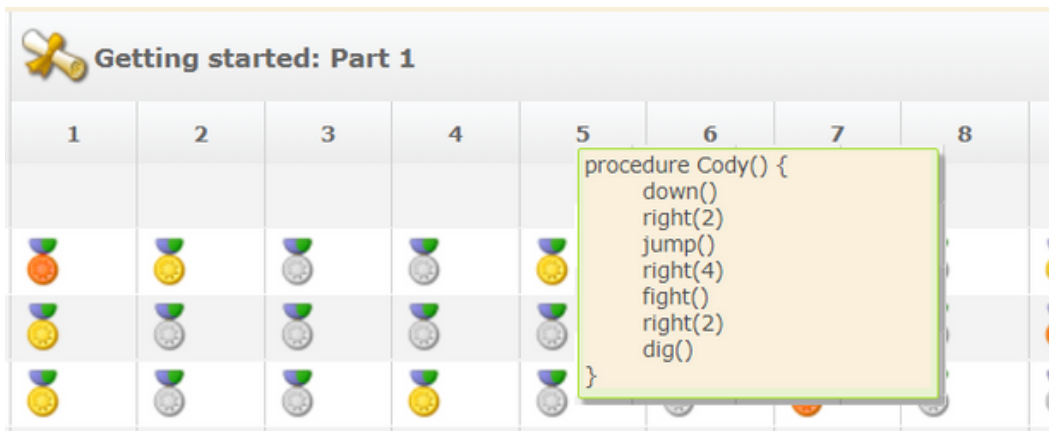 Getting started: Part 1
1 2 3 4 5 6 7 8
procedure Cody() {
down()
right(2)
jump()
right(4)
fight()
right(2)
dig()
}